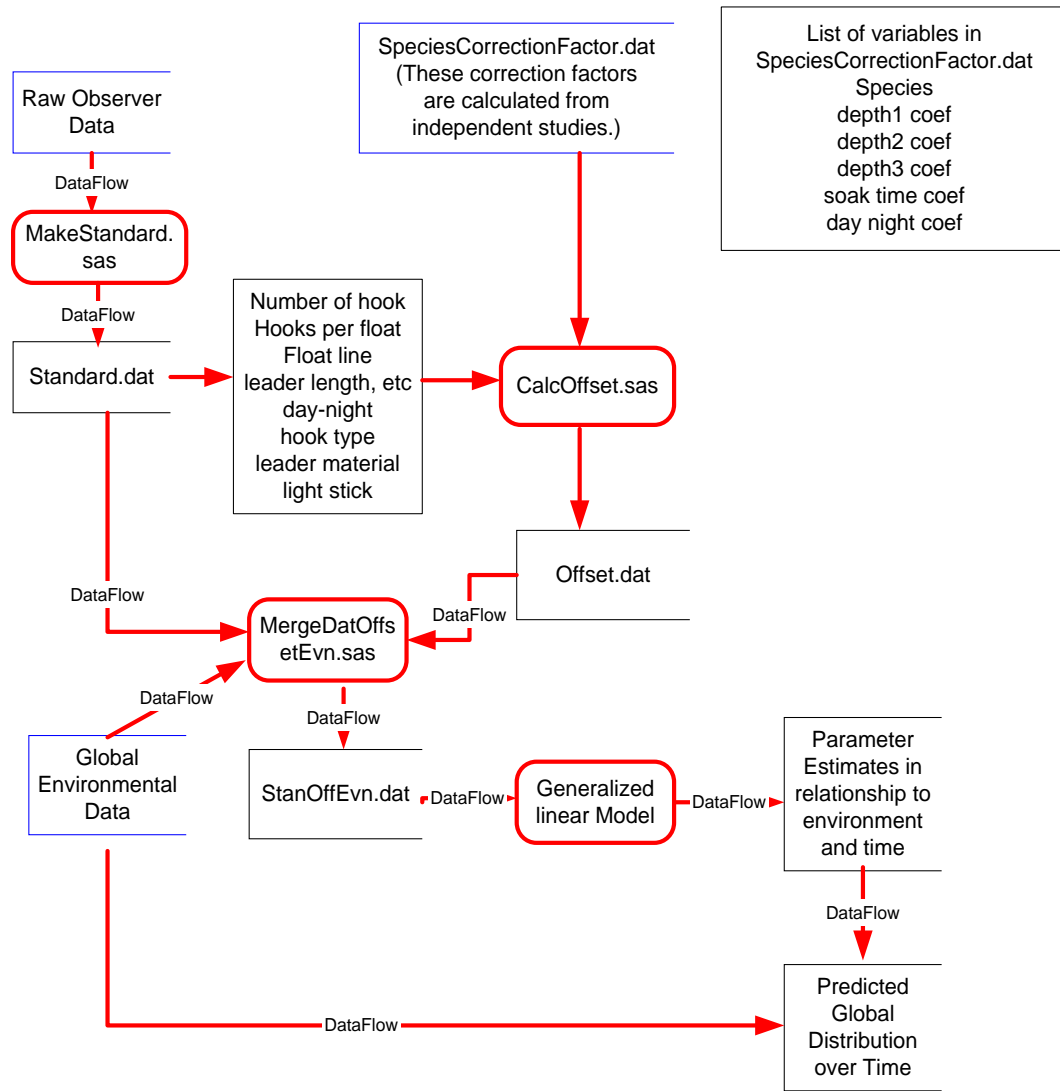 SpeciesCorrectionFactor.dat
(These correction factors
are calculated from
independent studies.)
List of variables in
SpeciesCorrectionFactor.dat
Species
depth1 coef
depth2 coef
depth3 coef
soak time coef
day night coef
Raw Observer
Data
DataFlow
MakeStandard.
sas
DataFlow
Standard.dat
Number of hook
Hooks per float
Float line
leader length, etc
day-night
hook type
leader material
light stick
CalcOffset.sas
Offset.dat
DataFlow
DataFlow
MergeDatOffs
etEvn.sas
DataFlow
DataFlow
Global
Environmental
Data
StanOffEvn.dat
DataFlow
Generalized
linear Model
DataFlow
Parameter
Estimates in
relationship to
environment
and time
DataFlow
Predicted
Global
Distribution
over Time
DataFlow